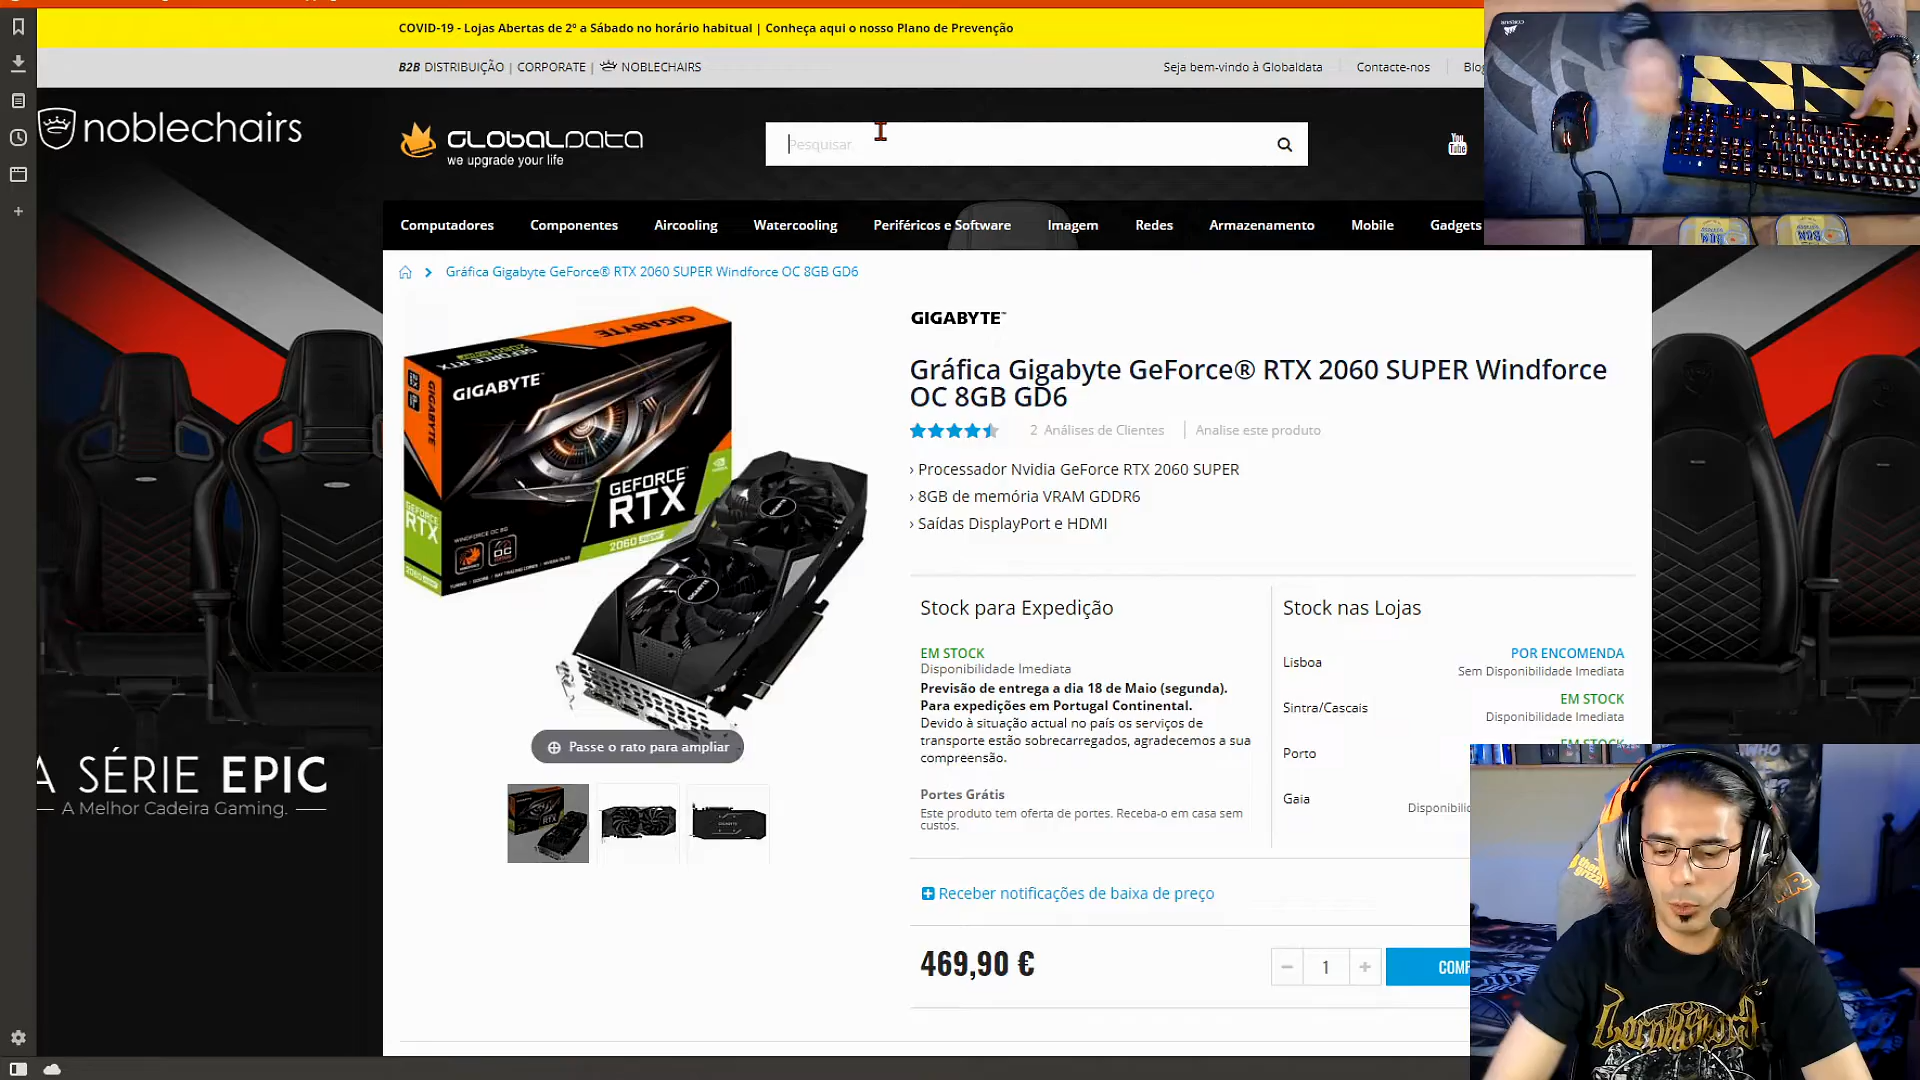 COVID-19 - Lojas Abertas de 2º a Sábado no horário habitual | Conheça aqui o nosso Plano de Prevenção
B2B DISTRIBUIÇÃO | CORPORATE | NOBLECHAIRS
Seja bem-vindo à Globaldata
Contacte-nos
Blog
noblechairs
GLOBALDATA
we upgrade your life
Pesquisar
You
Tube
Computadores
Componentes
Aircooling
Watercooling
Periféricos e Software
Imagem
Redes
Armazenamento
Mobile
Gadgets
Gráfica Gigabyte GeForce® RTX 2060 SUPER Windforce OC 8GB GD6
GIGABYTE™
Gráfica Gigabyte GeForce® RTX 2060 SUPER Windforce
OC 8GB GD6
2 Análises de Clientes
Analise este produto
› Processador Nvidia GeForce RTX 2060 SUPER
› 8GB de memória VRAM GDDR6
› Saídas DisplayPort e HDMI
GIGABYTE
GIGABYTE
GIGABYTE
GEFORCE
RTX
2060 SUPER
GEFORCE
RTX
WINDFORCE OC 8G
OC
Passe o rato para ampliar
Stock para Expedição
EM STOCK
Disponibilidade Imediata
Previsão de entrega a dia 18 de Maio (segunda).
Para expedições em Portugal Continental.
Devido à situação actual no país os serviços de
transporte estão sobrecarregados, agradecemos a sua
compreensão.
Portes Grátis
Este produto tem oferta de portes. Receba-o em casa sem
custos.
Stock nas Lojas
Lisboa
POR ENCOMENDA
Sem Disponibilidade Imediata
Sintra/Cascais
EM STOCK
Disponibilidade Imediata
Porto
EM STOCK
Gaia
Disponibili
Receber notificações de baixa de preço
469,90 €
1
COMP
A SÉRIE EPIC
A Melhor Cadeira Gaming.